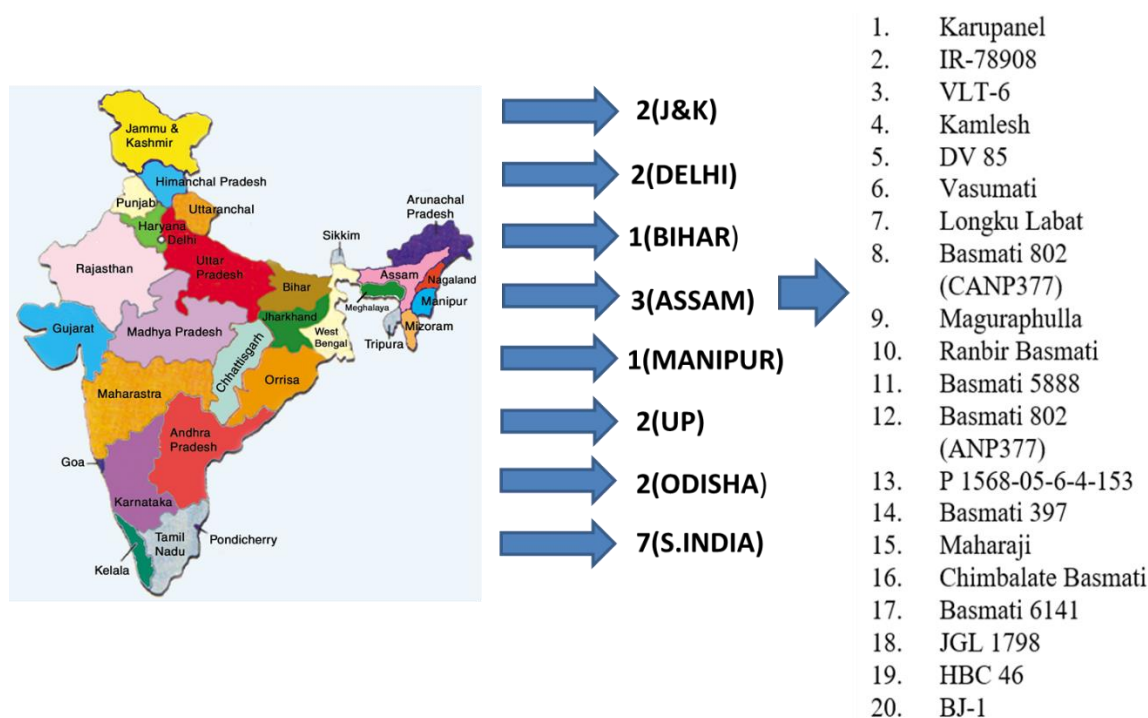 Jammu &
Kashmir
Himanchal Pradesh
Punjab
Uttaranchal
Haryana
Delhi
Arunachal
Pradesh
Sikkim
Rajasthan
Uttar
Pradesh
Assam
Nagaland
Bihar
Meghalaya
Manipur
Gujarat
Madhya Pradesh
Jharkhand
West
Bengal
Tripura
Mizoram
Chhattisgarh
Orrisa
Maharastra
Andhra
Pradesh
Goa
Karnataka
Tamil
Nadu
Pondicherry
Kelala
2(J&K)
2(DELHI)
1(BIHAR)
3(ASSAM)
1(MANIPUR)
2(UP)
2(ODISHA)
7(S.INDIA)
1. Karupanel
2. IR-78908
3. VLT-6
4. Kamlesh
5. DV 85
6. Vasumati
7. Longku Labat
8. Basmati 802
(CANP377)
9. Maguraphulla
10. Ranbir Basmati
11. Basmati 5888
12. Basmati 802
(ANP377)
13. P 1568-05-6-4-153
14. Basmati 397
15. Maharaji
16. Chimbalate Basmati
17. Basmati 6141
18. JGL 1798
19. HBC 46
20. BJ-1